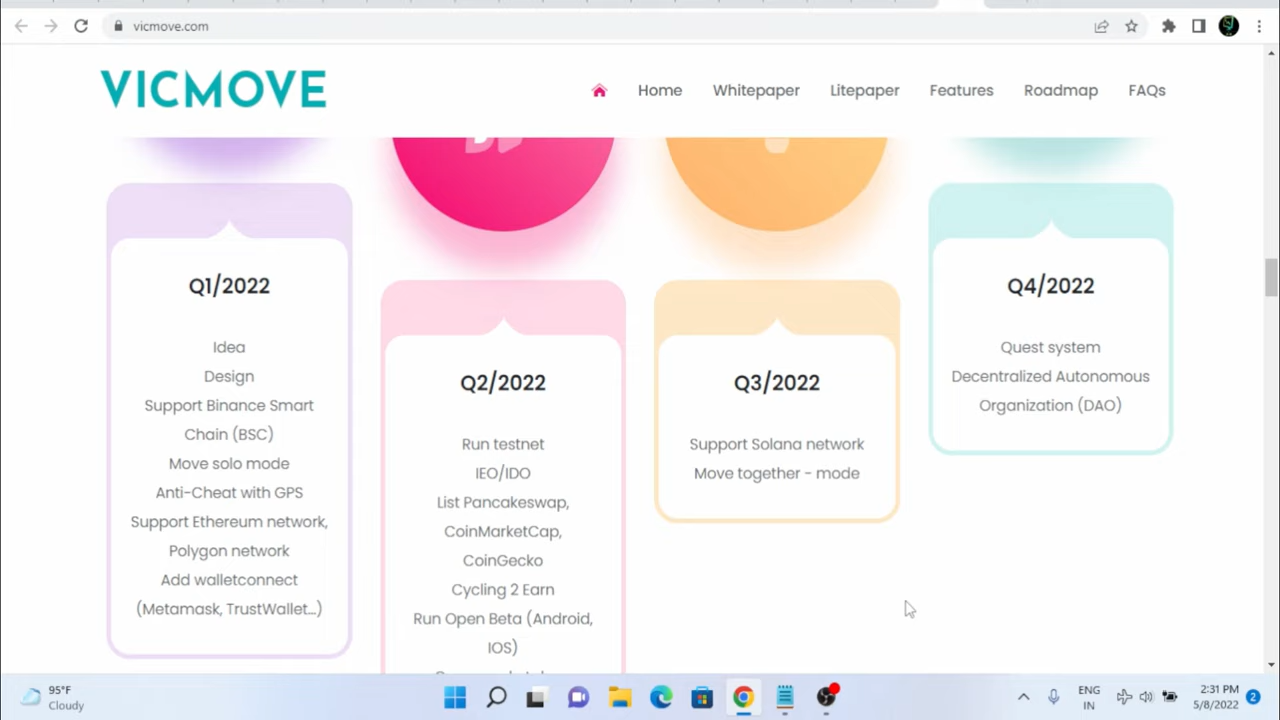 vicmove.com
VICMOVE
Home Whitepaper Litepaper Features Roadmap FAQs
Q1/2022
Idea
Design
Support Binance Smart
Chain (BSC)
Move solo mode
Anti-Cheat with GPS
Support Ethereum network,
Polygon network
Add walletconnect
(Metamask, TrustWallet...)
Q2/2022
Run testnet
IEO/IDO
List Pancakeswap,
CoinMarketCap,
CoinGecko
Cycling 2 Earn
Run Open Beta (Android,
IOS)
Q3/2022
Support Solana network
Move together - mode
Q4/2022
Quest system
Decentralized Autonomous
Organization (DAO)
95°F
Cloudy
ENG
IN
2:31 PM
5/8/2022
2